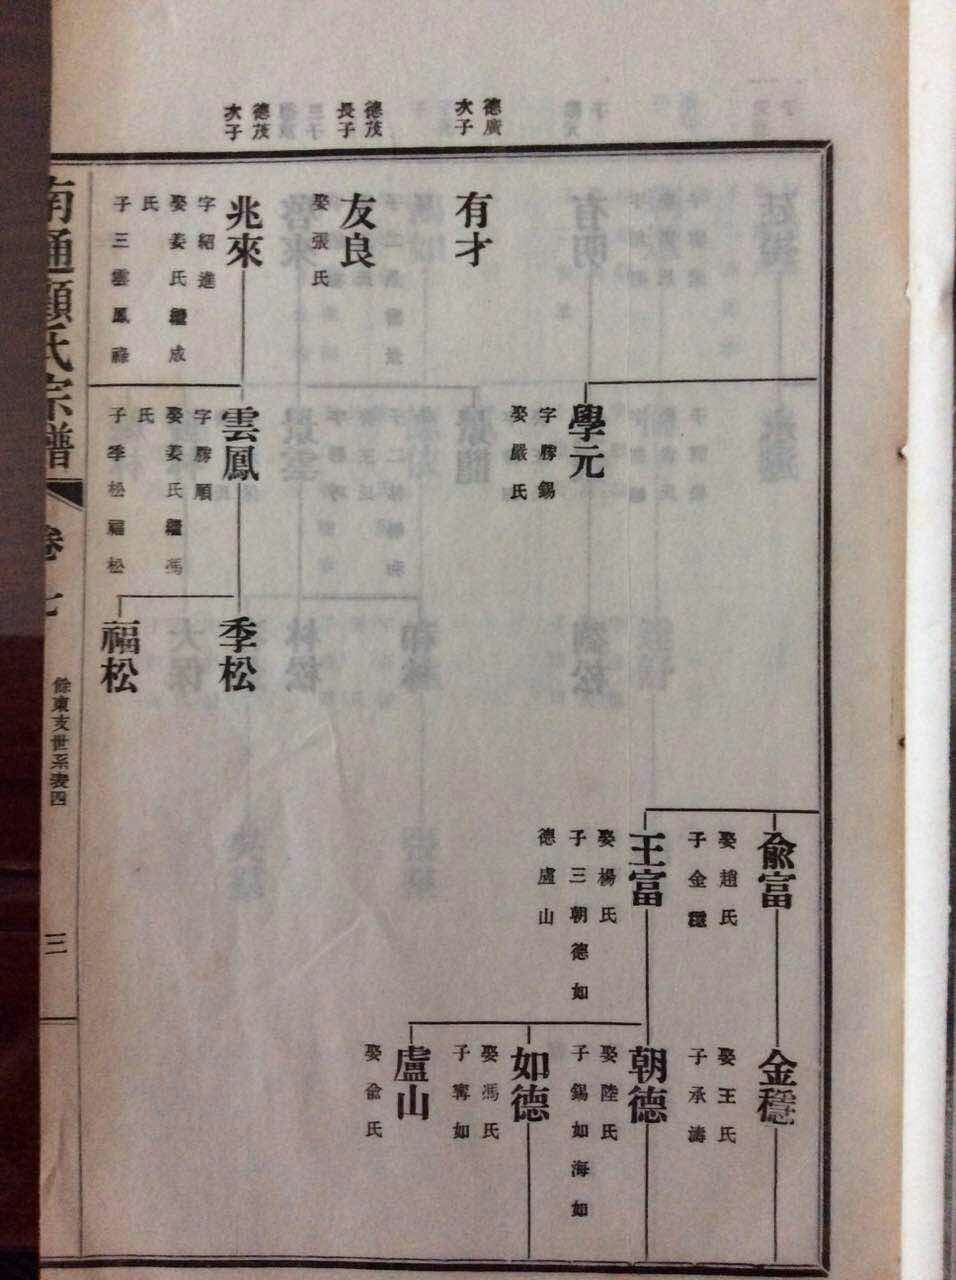 德廣
次子
德茂
長子
德茂
次子
有才
友良
娶張氏
兆來
字紹進
娶姜氏繼成
氏
子三雲鳳祿
學元
字勝錫
娶嚴氏
雲鳳
字勝順
娶姜氏繼馮
氏
子季松福松
季松
福松
俞富
娶趙氏
子金穩
王富
娶楊氏
子三朝德如
德盧山
金穩
娶王氏
子承濤
朝德
娶陸氏
子錫如海如
如德
娶馮氏
子寗如
盧山
娶俞氏
南通顧氏宗譜
卷七
餘東支世系表四
三